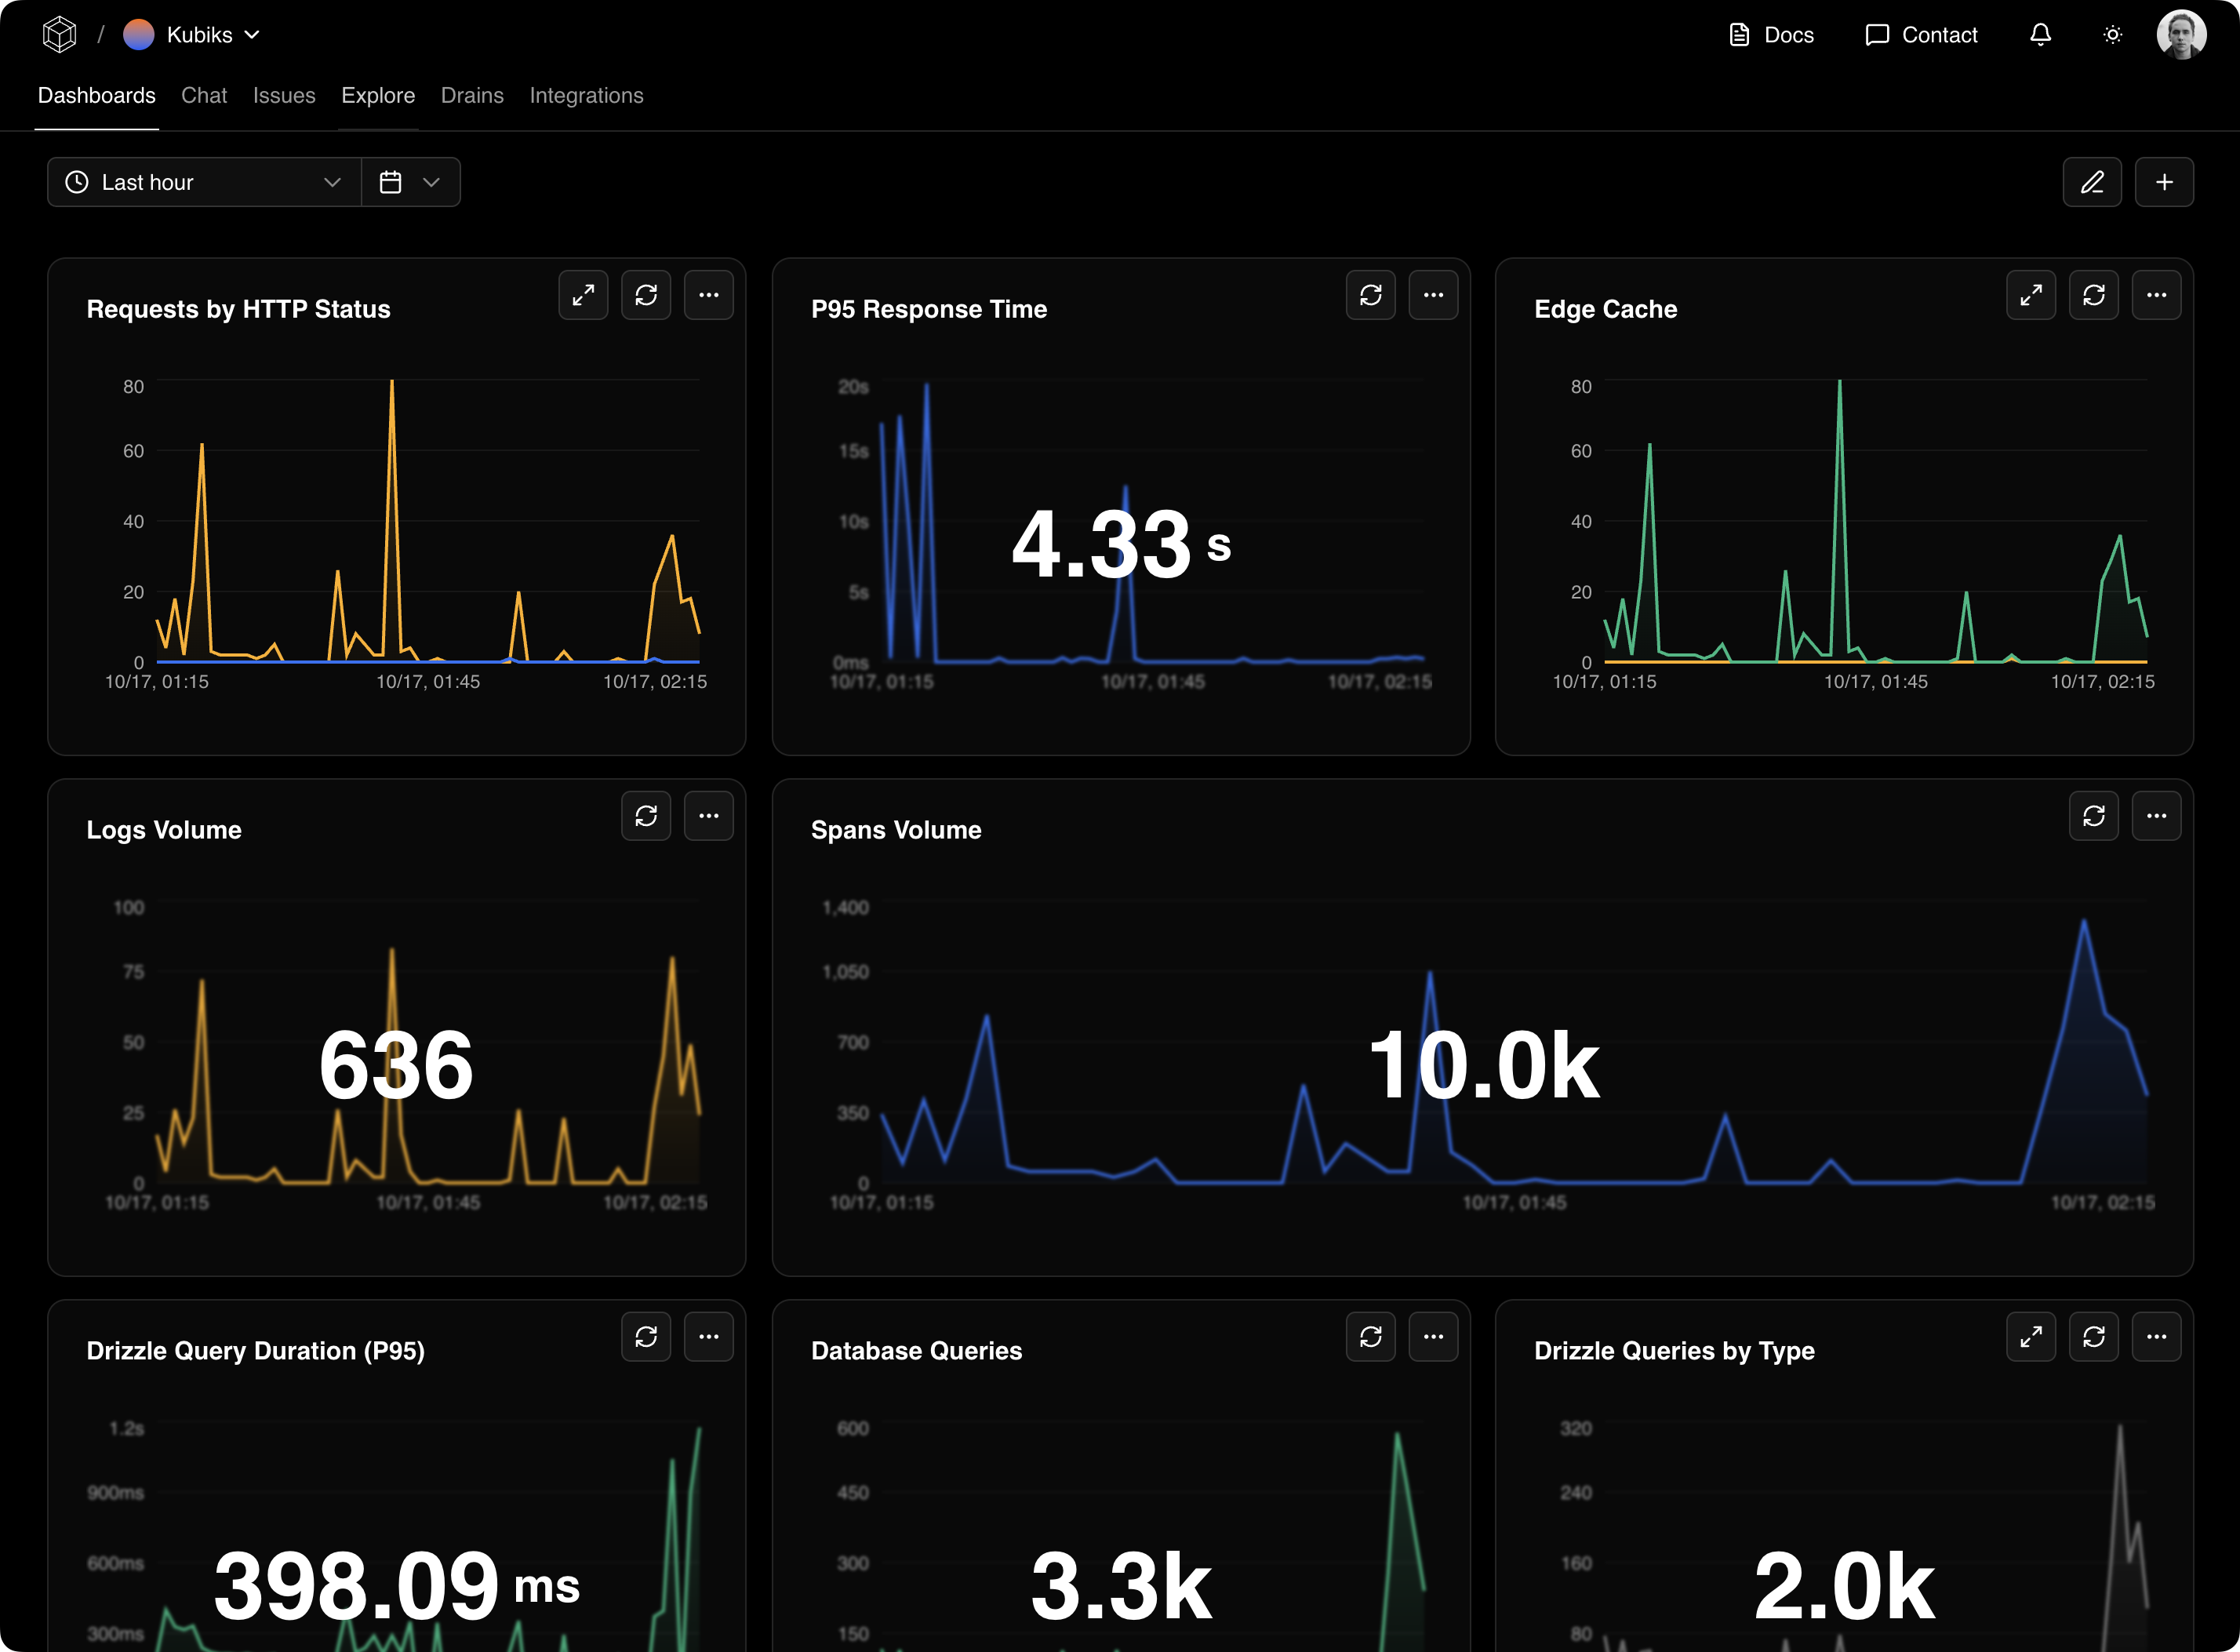 / Kubiks Docs Contact
Dashboards Chat Issues Explore Drains Integrations
Last hour
Requests by HTTP Status
80
60
40
20
0
10/17, 01:15 10/17, 01:45 10/17, 02:15
P95 Response Time
20s
15s
10s
5s
0ms
4.33 s
10/17, 01:15 10/17, 01:45 10/17, 02:15
Edge Cache
80
60
40
20
0
10/17, 01:15 10/17, 01:45 10/17, 02:15
Logs Volume
100
75
50
25
0
636
10/17, 01:15 10/17, 01:45 10/17, 02:15
Spans Volume
1,400
1,050
700
350
0
10.0k
10/17, 01:15 10/17, 01:45 10/17, 02:15
Drizzle Query Duration (P95)
1.2s
900ms
600ms
300ms
398.09 ms
Database Queries
600
450
300
150
3.3k
Drizzle Queries by Type
320
240
160
80
2.0k